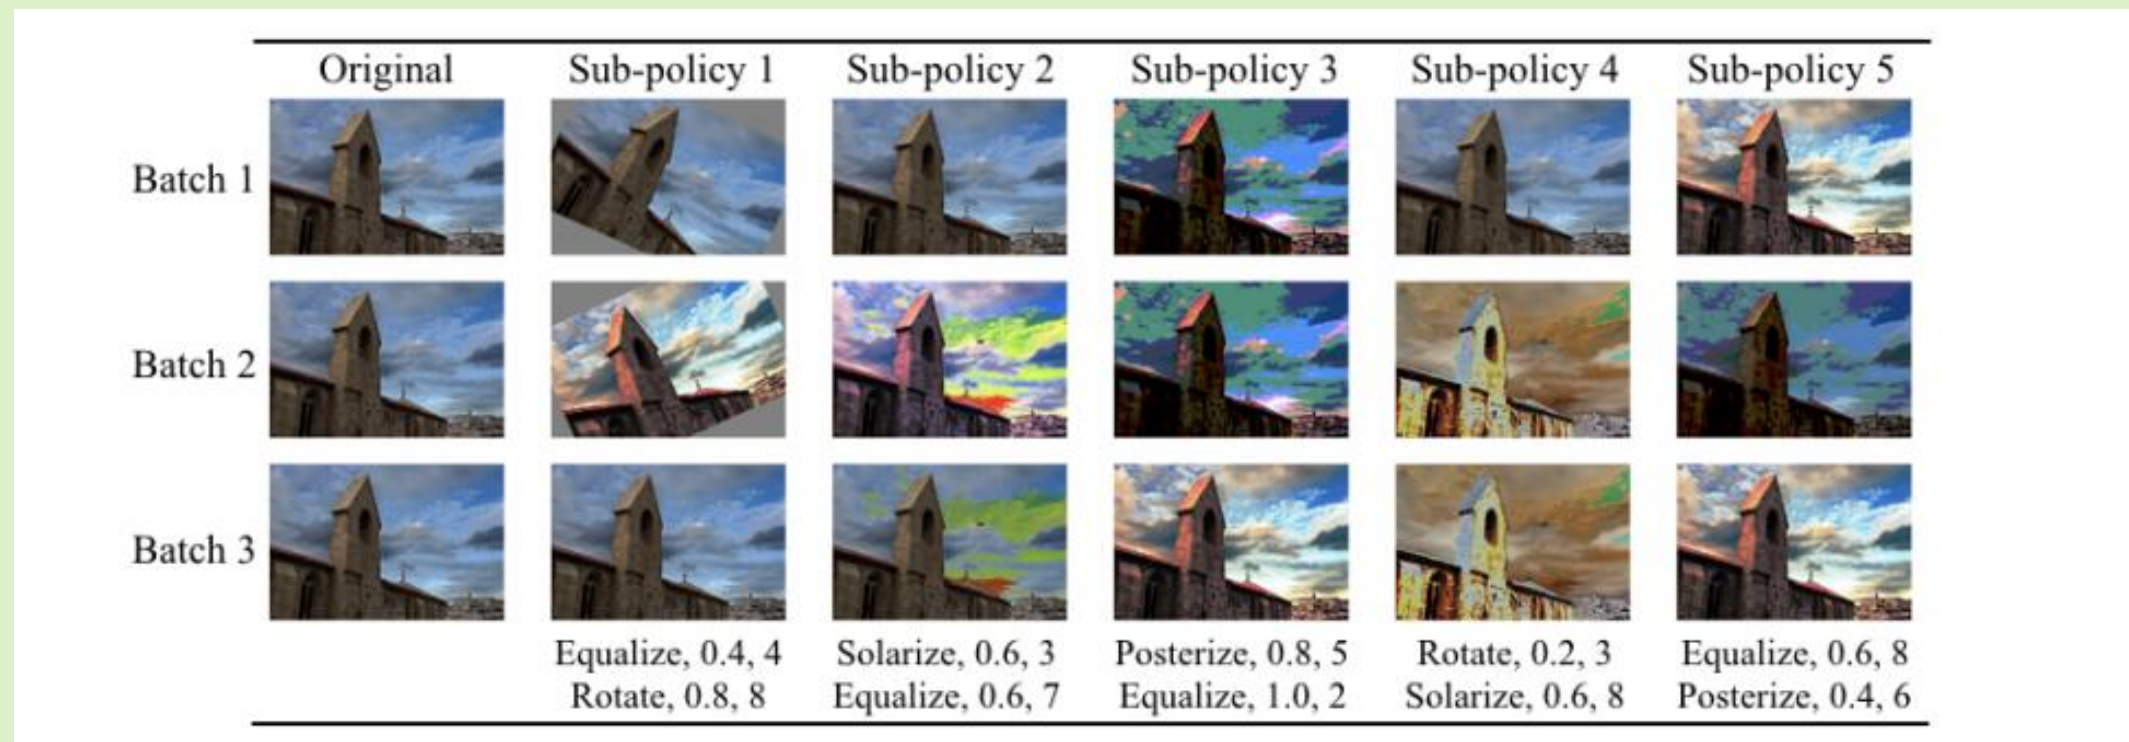 Original Sub-policy 1 Sub-policy 2 Sub-policy 3 Sub-policy 4 Sub-policy 5
Batch 1
Batch 2
Batch 3
Equalize, 0.4, 4 Solarize, 0.6, 3 Posterize, 0.8, 5 Rotate, 0.2, 3 Equalize, 0.6, 8
Rotate, 0.8, 8 Equalize, 0.6, 7 Equalize, 1.0, 2 Solarize, 0.6, 8 Posterize, 0.4, 6